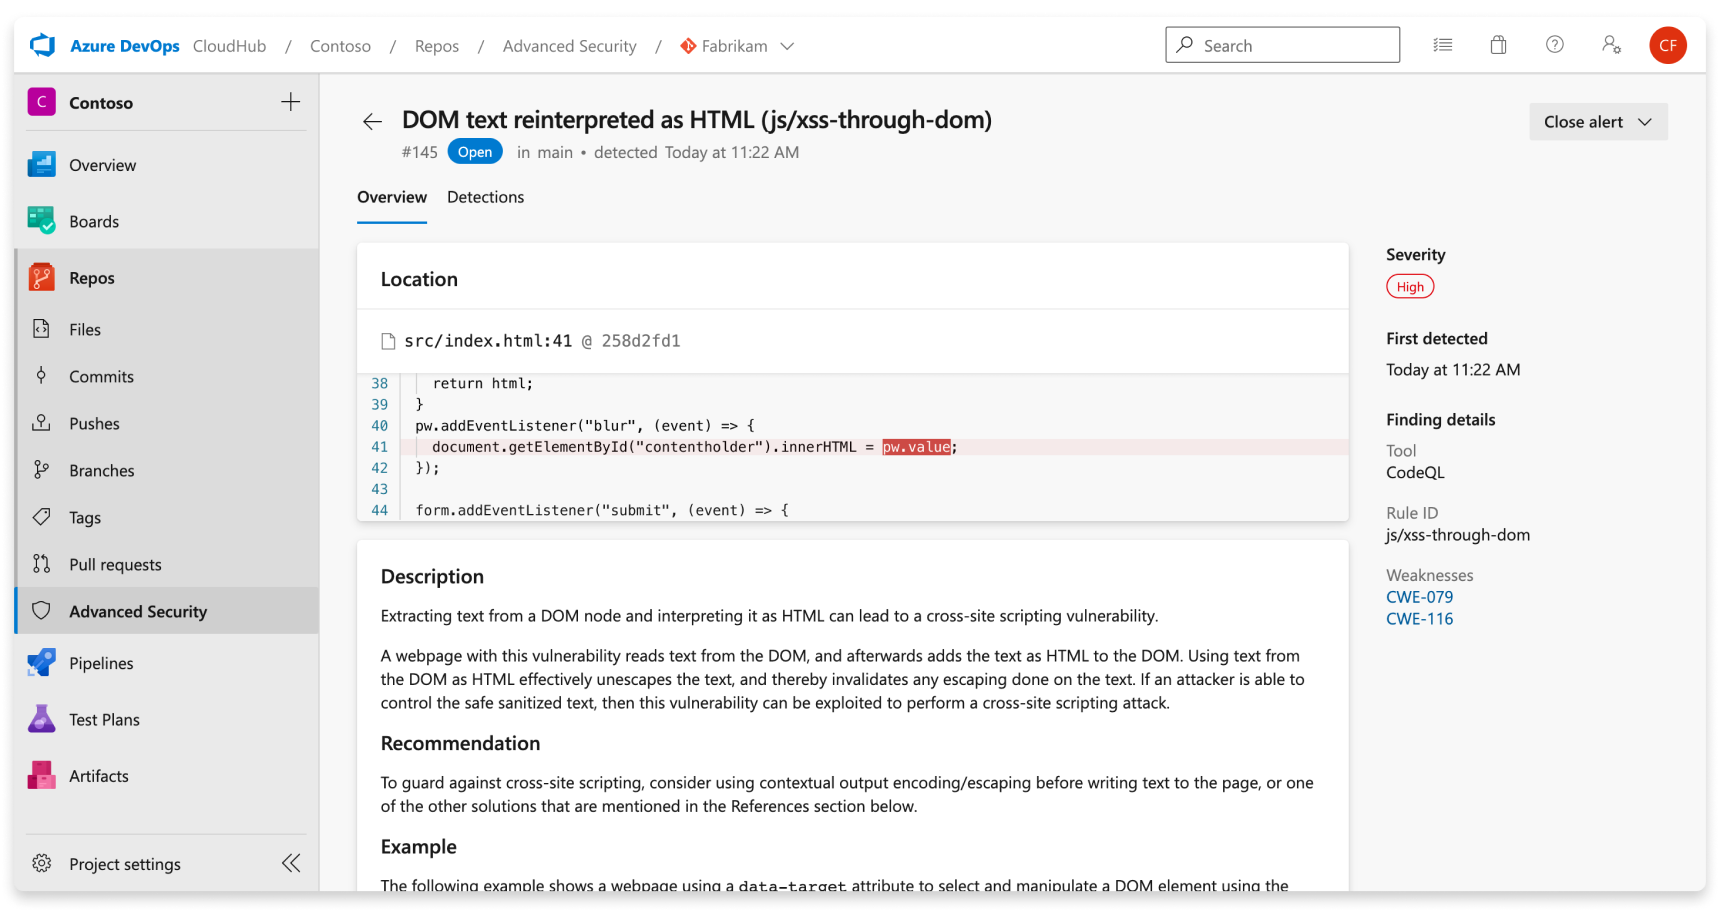 Azure DevOps CloudHub / Contoso / Repos / Advanced Security / Fabrikam
Search
CF
C Contoso
Overview
Boards
Repos
Files
Commits
Pushes
Branches
Tags
Pull requests
Advanced Security
Pipelines
Test Plans
Artifacts
Project settings
DOM text reinterpreted as HTML (js/xss-through-dom)
#145 Open in main • detected Today at 11:22 AM
Close alert
Overview Detections
Location
src/index.html:41 @ 258d2fd1
38 return html;
39 }
40 pw.addEventListener("blur", (event) => {
41 document.getElementById("contentholder").innerHTML = pw.value;
42 });
43
44 form.addEventListener("submit", (event) => {
Description
Extracting text from a DOM node and interpreting it as HTML can lead to a cross-site scripting vulnerability.
A webpage with this vulnerability reads text from the DOM, and afterwards adds the text as HTML to the DOM. Using text from
the DOM as HTML effectively unescapes the text, and thereby invalidates any escaping done on the text. If an attacker is able to
control the safe sanitized text, then this vulnerability can be exploited to perform a cross-site scripting attack.
Recommendation
To guard against cross-site scripting, consider using contextual output encoding/escaping before writing text to the page, or one
of the other solutions that are mentioned in the References section below.
Example
The following example shows a webpage using a data-target attribute to select and manipulate a DOM element using the
Severity
High
First detected
Today at 11:22 AM
Finding details
Tool
CodeQL
Rule ID
js/xss-through-dom
Weaknesses
CWE-079
CWE-116